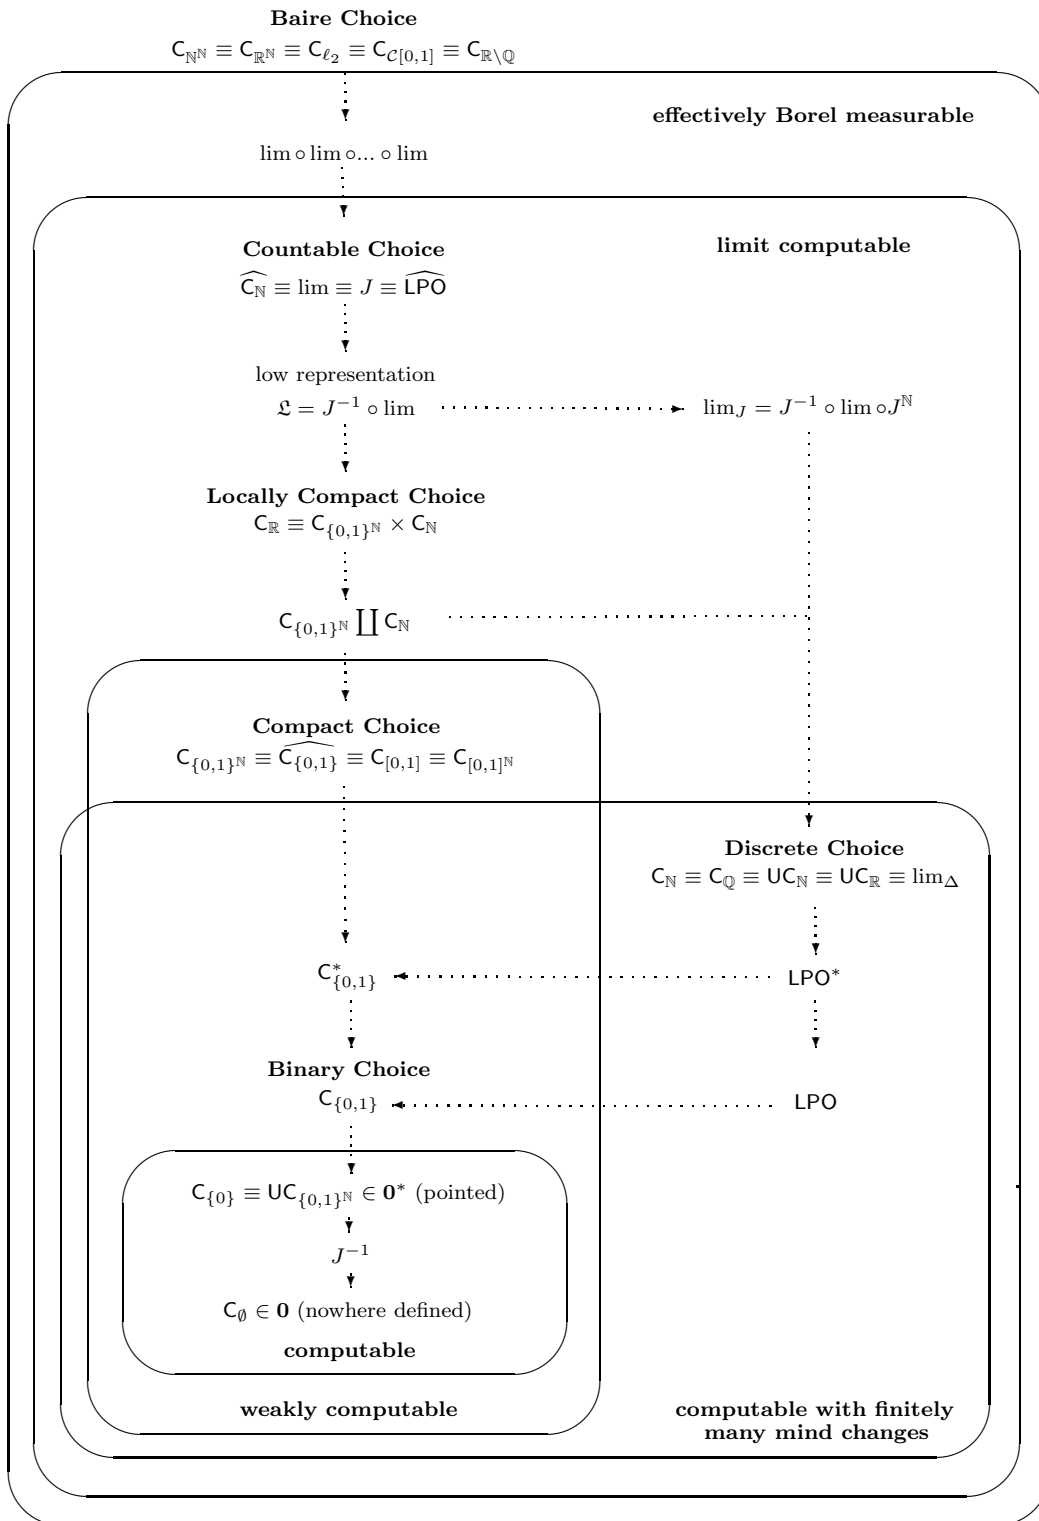 Baire Choice
C_{ℕ^ℕ} ≡ C_{ℝ^ℕ} ≡ C_{ℓ₂} ≡ C_{𝒞[0,1]} ≡ C_{ℝ\ℚ}
effectively Borel measurable
lim ∘ lim ∘... ∘ lim
Countable Choice
limit computable
\widehat{C_ℕ} ≡ lim ≡ J ≡ \widehat{LPO}
low representation
𝔏 = J^{-1} ∘ lim
lim_J = J^{-1} ∘ lim ∘ J^ℕ
Locally Compact Choice
C_ℝ ≡ C_{{0,1}^ℕ} × C_ℕ
C_{{0,1}^ℕ} ∐ C_ℕ
Compact Choice
C_{{0,1}^ℕ} ≡ \widehat{C_{{0,1}}} ≡ C_{[0,1]} ≡ C_{[0,1]^ℕ}
Discrete Choice
C_ℕ ≡ C_ℚ ≡ UC_ℕ ≡ UC_ℝ ≡ lim_Δ
C^*_{{0,1}}
LPO^*
Binary Choice
C_{{0,1}}
LPO
C_{{0}} ≡ UC_{{0,1}^ℕ} ∈ 0^* (pointed)
J^{-1}
C_∅ ∈ 0 (nowhere defined)
computable
weakly computable
computable with finitely
many mind changes